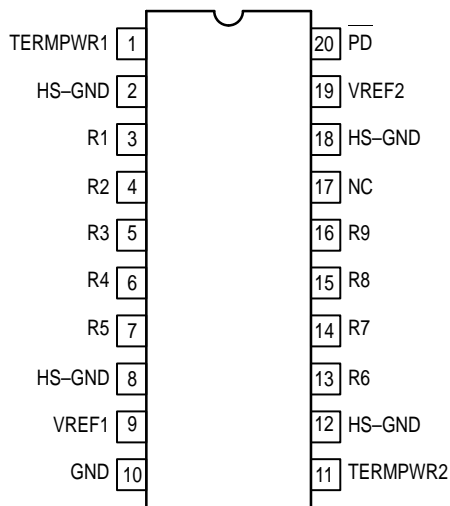 TERMPWR1 1 20 PD
HS–GND 2 19 VREF2
R1 3 18 HS–GND
R2 4 17 NC
R3 5 16 R9
R4 6 15 R8
R5 7 14 R7
HS–GND 8 13 R6
VREF1 9 12 HS–GND
GND 10 11 TERMPWR2